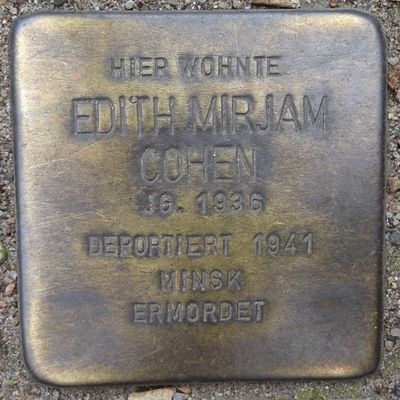 HIER WOHNTE
EDITH MIRJAM
COHEN
JG. 1936
DEPORTIERT 1941
MINSK
ERMORDET